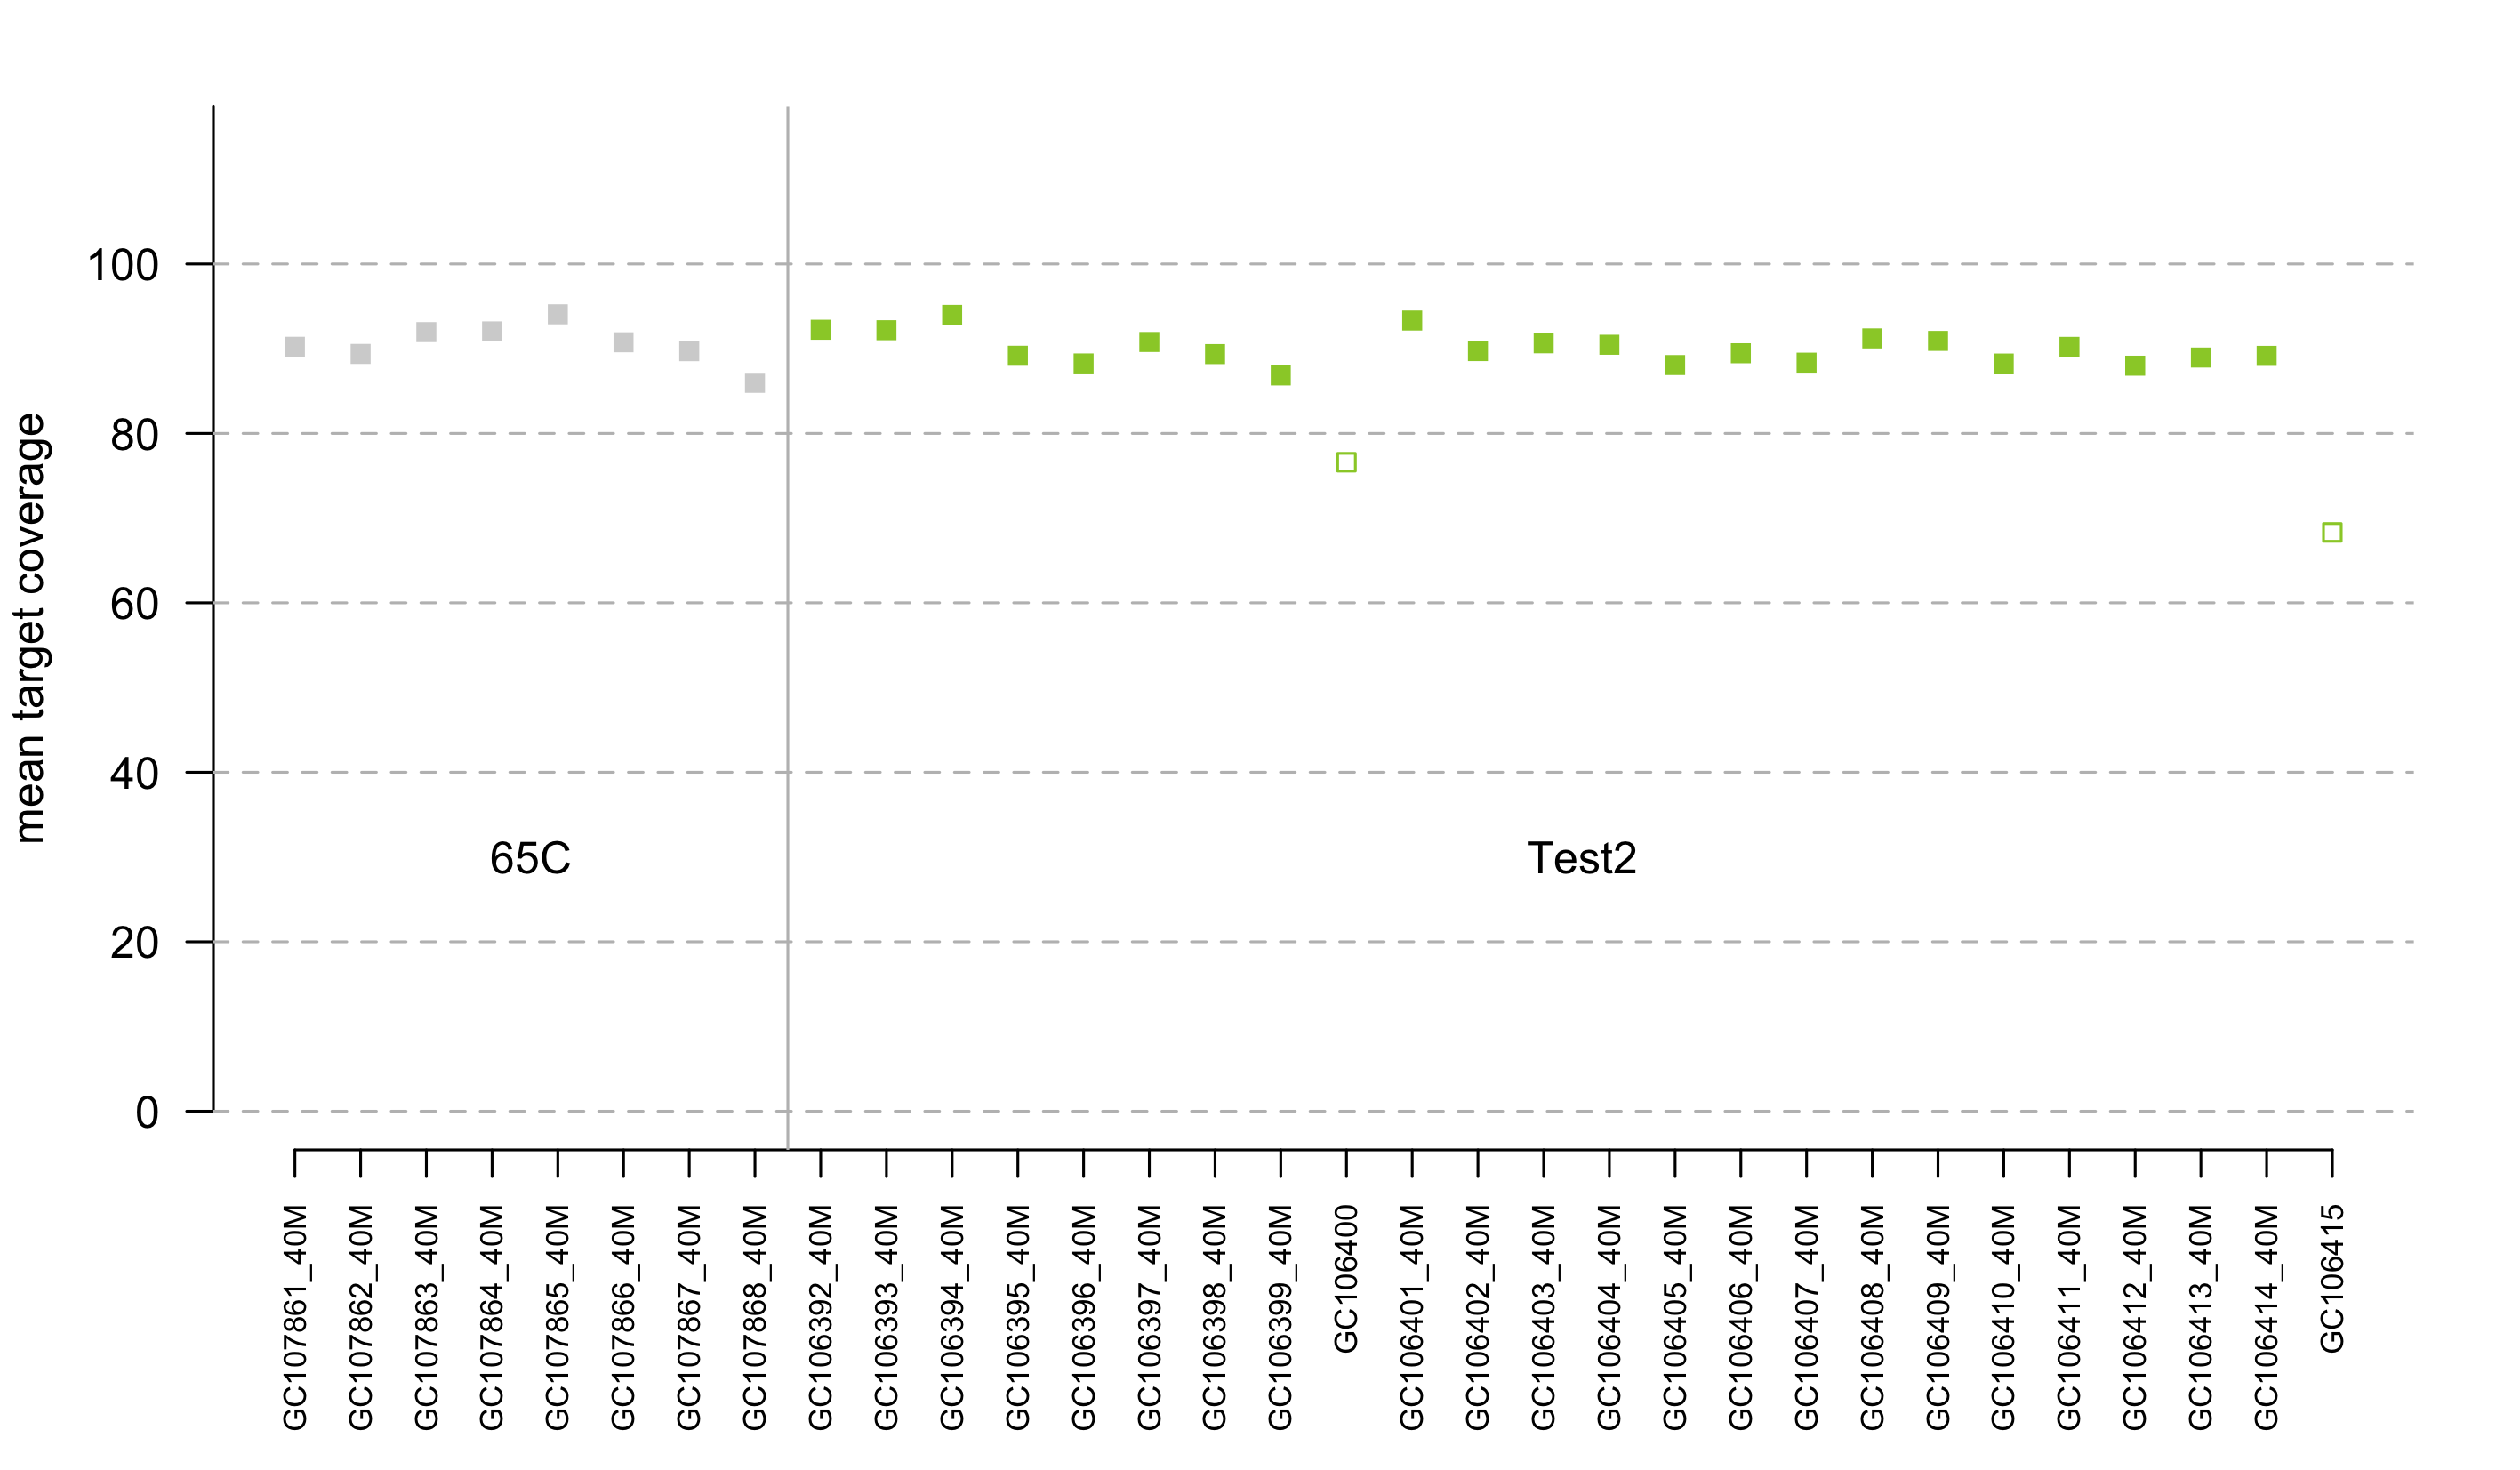 mean target coverage
100
80
60
40
20
0
65C
Test2
GC107861_40M
GC107862_40M
GC107863_40M
GC107864_40M
GC107865_40M
GC107866_40M
GC107867_40M
GC107868_40M
GC106392_40M
GC106393_40M
GC106394_40M
GC106395_40M
GC106396_40M
GC106397_40M
GC106398_40M
GC106399_40M
GC106400
GC106401_40M
GC106402_40M
GC106403_40M
GC106404_40M
GC106405_40M
GC106406_40M
GC106407_40M
GC106408_40M
GC106409_40M
GC106410_40M
GC106411_40M
GC106412_40M
GC106413_40M
GC106414_40M
GC106415